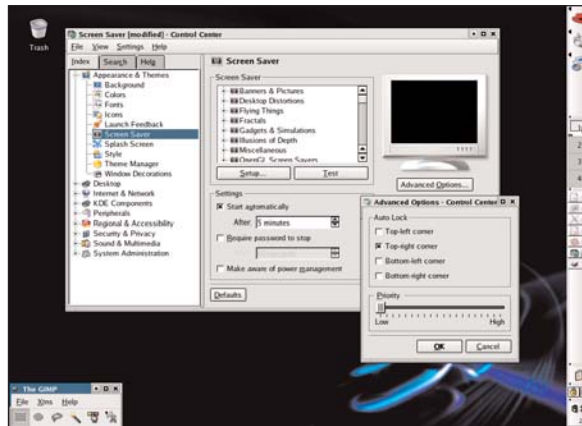 Trash
Screen Saver [modified] - Control Center
File View Settings Help
Index Search Help
Appearance & Themes
Background
Colors
Fonts
Icons
Launch Feedback
Screen Saver
Splash Screen
Style
Theme Manager
Window Decorations
Desktop
Internet & Network
KDE Components
Peripherals
Regional & Accessibility
Security & Privacy
Sound & Multimedia
System Administration
Screen Saver
Screen Saver
Banners & Pictures
Desktop Distortions
Flying Things
Fractals
Gadgets & Simulations
Illusions of Depth
Miscellaneous
OpenGL Screen Savers
Setup... Test
Advanced Options...
Settings
Start automatically
After: 5 minutes
Require password to stop
Make aware of power management
Defaults
Advanced Options - Control Center
Auto Lock
Top-left corner
Top-right corner
Bottom-left corner
Bottom-right corner
Priority
Low High
OK Cancel
The GIMP
File Xtns Help